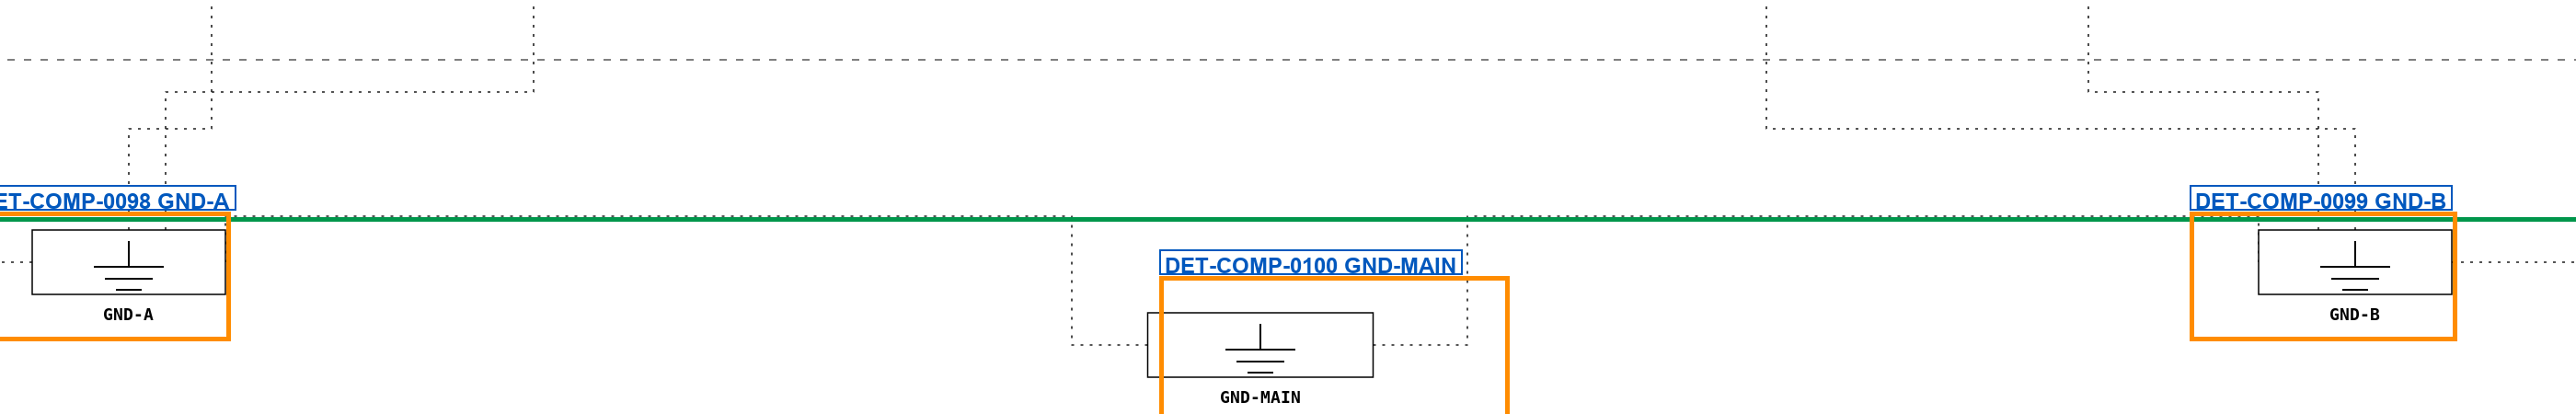 ET-COMP-0098 GND-A
DET-COMP-0099 GND-B
DET-COMP-0100 GND-MAIN
GND-A
GND-B
GND-MAIN